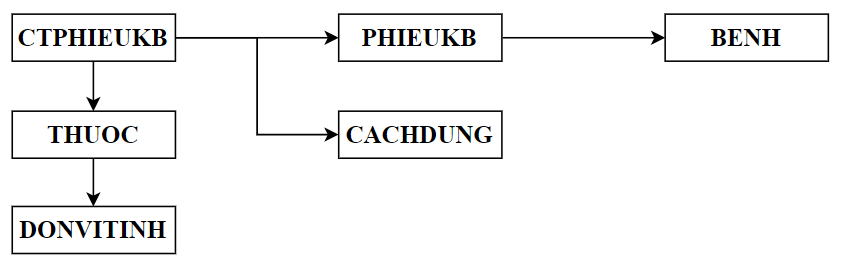 CTPHIEUKB
PHIEUKB
BENH
THUOC
CACHDUNG
DONVITINH